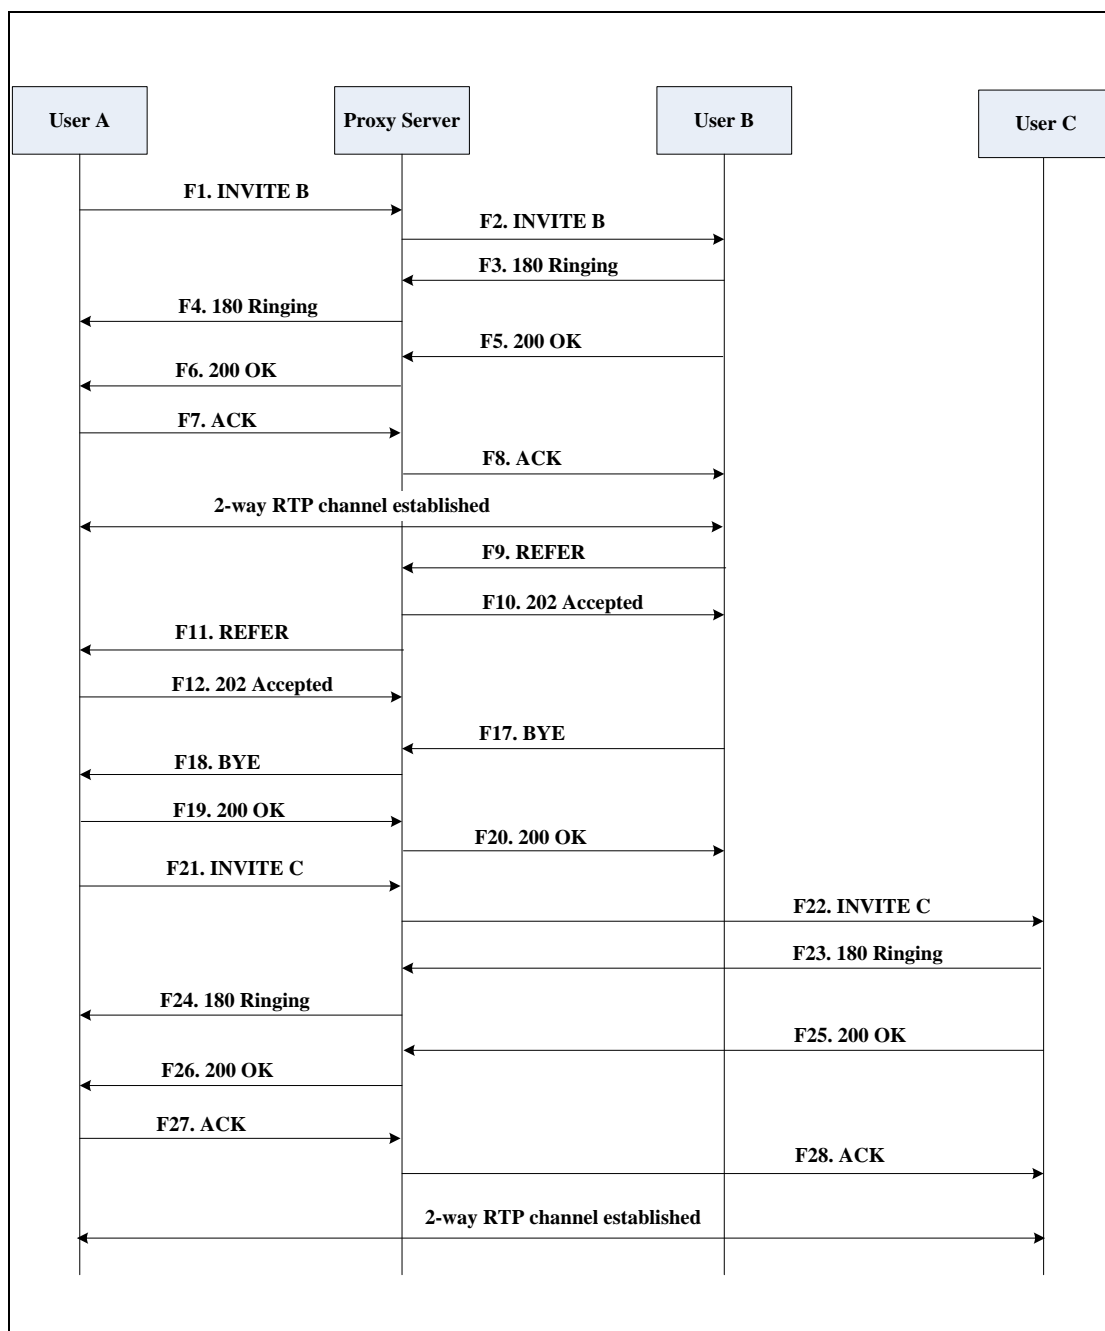 User A
Proxy Server
User B
User C
F1. INVITE B
F2. INVITE B
F3. 180 Ringing
F4. 180 Ringing
F5. 200 OK
F6. 200 OK
F7. ACK
F8. ACK
2-way RTP channel established
F9. REFER
F10. 202 Accepted
F11. REFER
F12. 202 Accepted
F17. BYE
F18. BYE
F19. 200 OK
F20. 200 OK
F21. INVITE C
F22. INVITE C
F23. 180 Ringing
F24. 180 Ringing
F25. 200 OK
F26. 200 OK
F27. ACK
F28. ACK
2-way RTP channel established